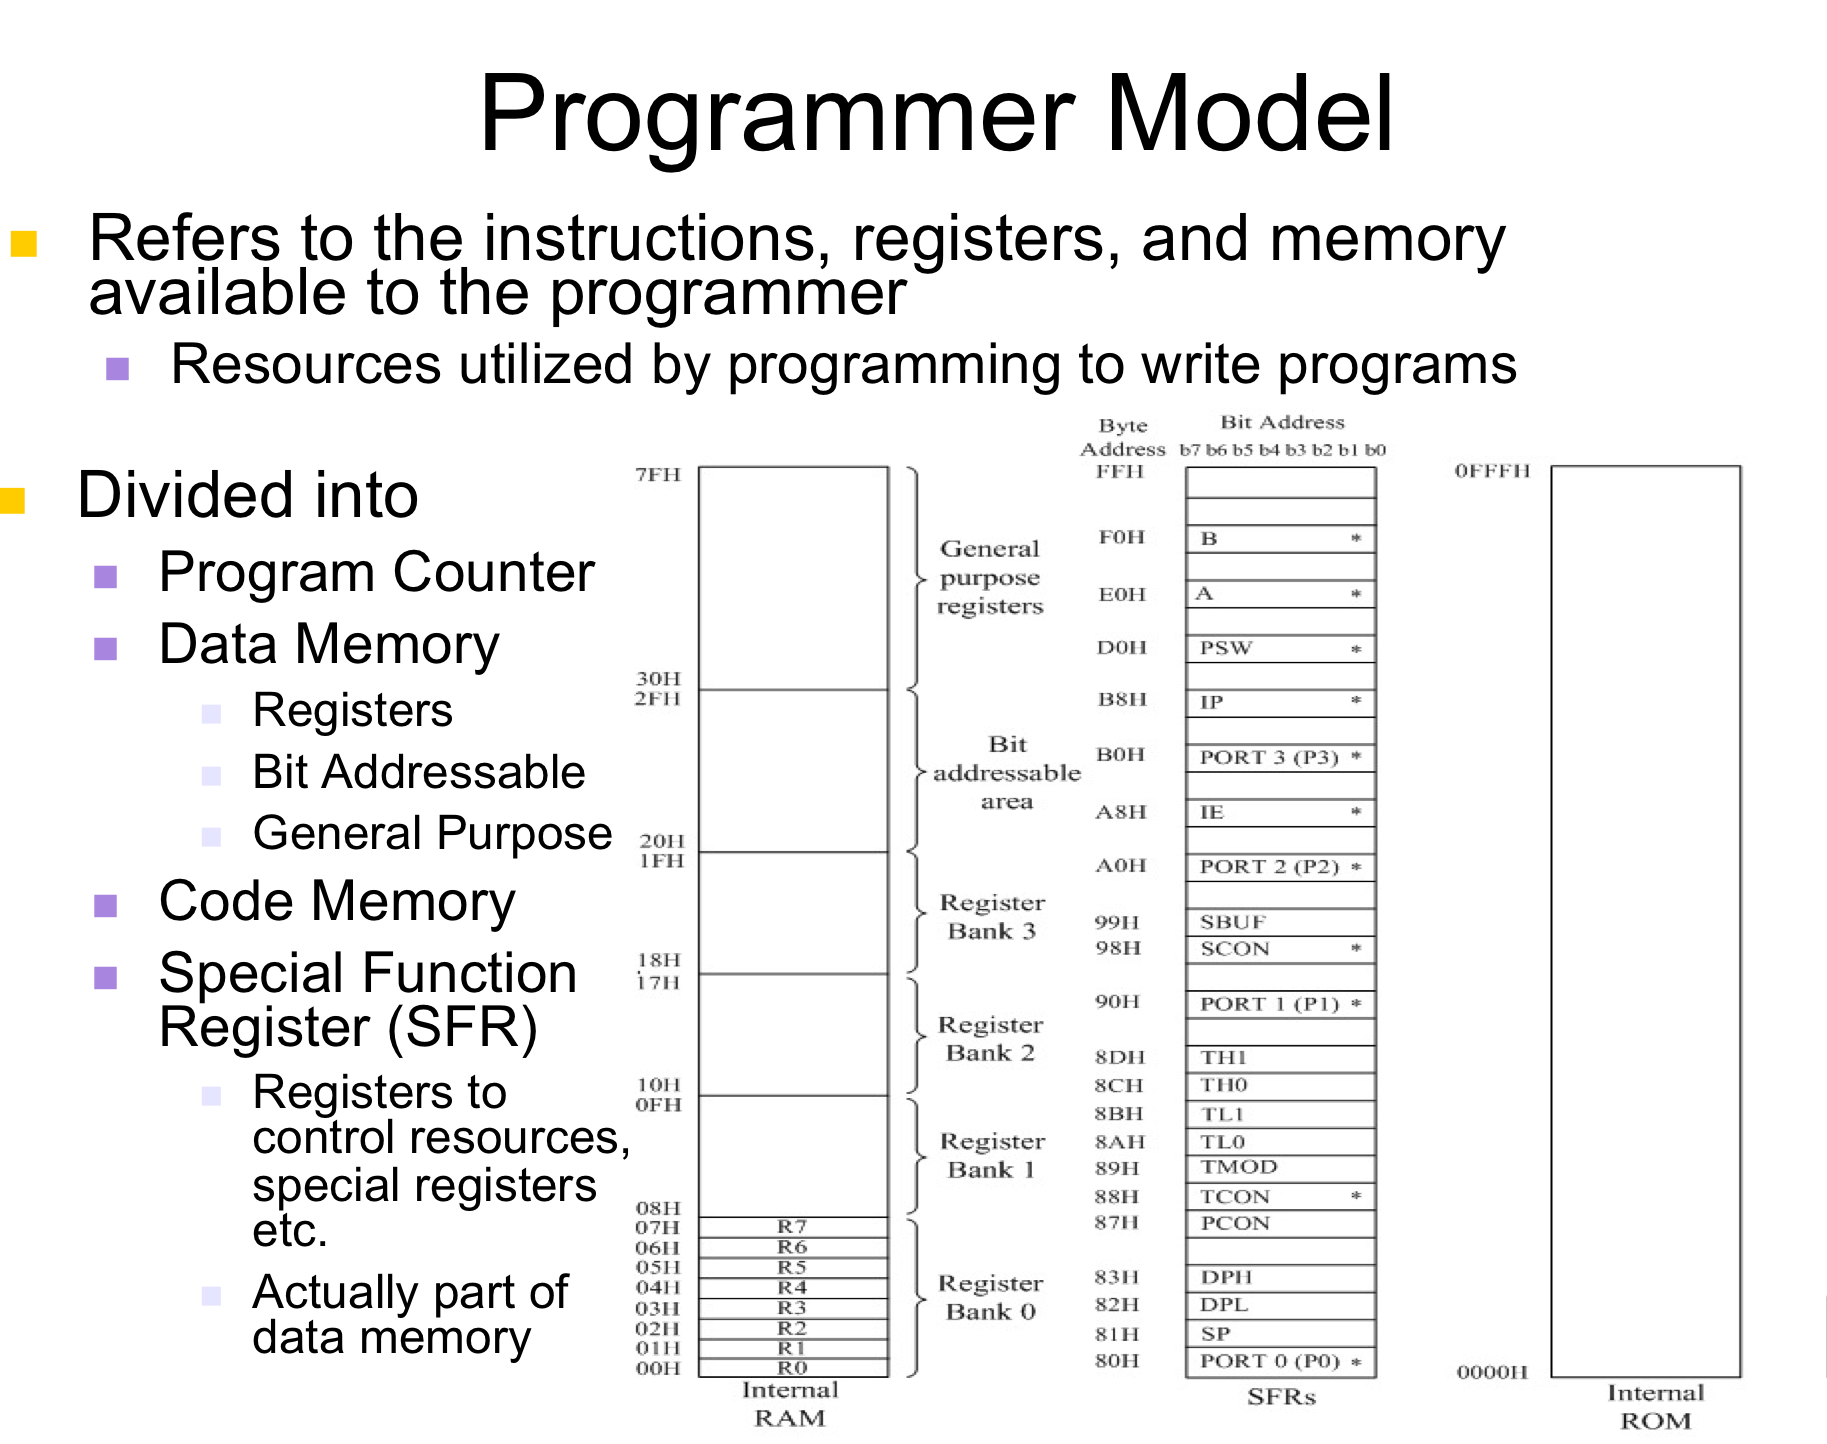 Programmer Model
Refers to the instructions, registers, and memory
available to the programmer
Resources utilized by programming to write programs
Divided into
Program Counter
Data Memory
Registers
Bit Addressable
General Purpose
Code Memory
Special Function
Register (SFR)
Registers to
control resources,
special registers
etc.
Actually part of
data memory
7FH
30H
2FH
20H
1FH
18H
17H
10H
0FH
08H
07H R7
06H R6
05H R5
04H R4
03H R3
02H R2
01H R1
00H R0
Internal
RAM
General
purpose
registers
Bit
addressable
area
Register
Bank 3
Register
Bank 2
Register
Bank 1
Register
Bank 0
Byte
Address
Bit Address
b7 b6 b5 b4 b3 b2 b1 b0
FFH
F0H B *
E0H A *
D0H PSW *
B8H IP *
B0H PORT 3 (P3) *
A8H IE *
A0H PORT 2 (P2) *
99H SBUF
98H SCON *
90H PORT 1 (P1) *
8DH TH1
8CH TH0
8BH TL1
8AH TL0
89H TMOD
88H TCON *
87H PCON
83H DPH
82H DPL
81H SP
80H PORT 0 (P0) *
SFRs
0FFFH
0000H
Internal
ROM